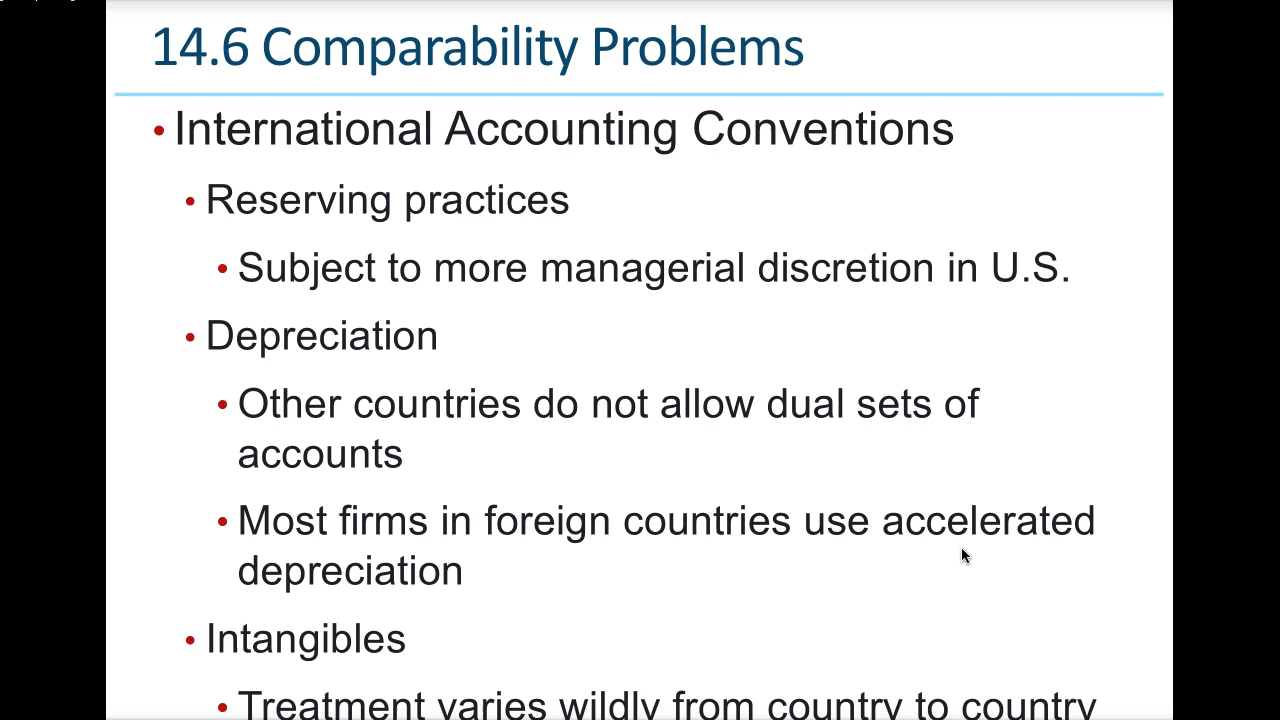 14.6 Comparability Problems
• International Accounting Conventions
• Reserving practices
• Subject to more managerial discretion in U.S.
• Depreciation
• Other countries do not allow dual sets of
accounts
• Most firms in foreign countries use accelerated
depreciation
• Intangibles
• Treatment varies wildly from country to country